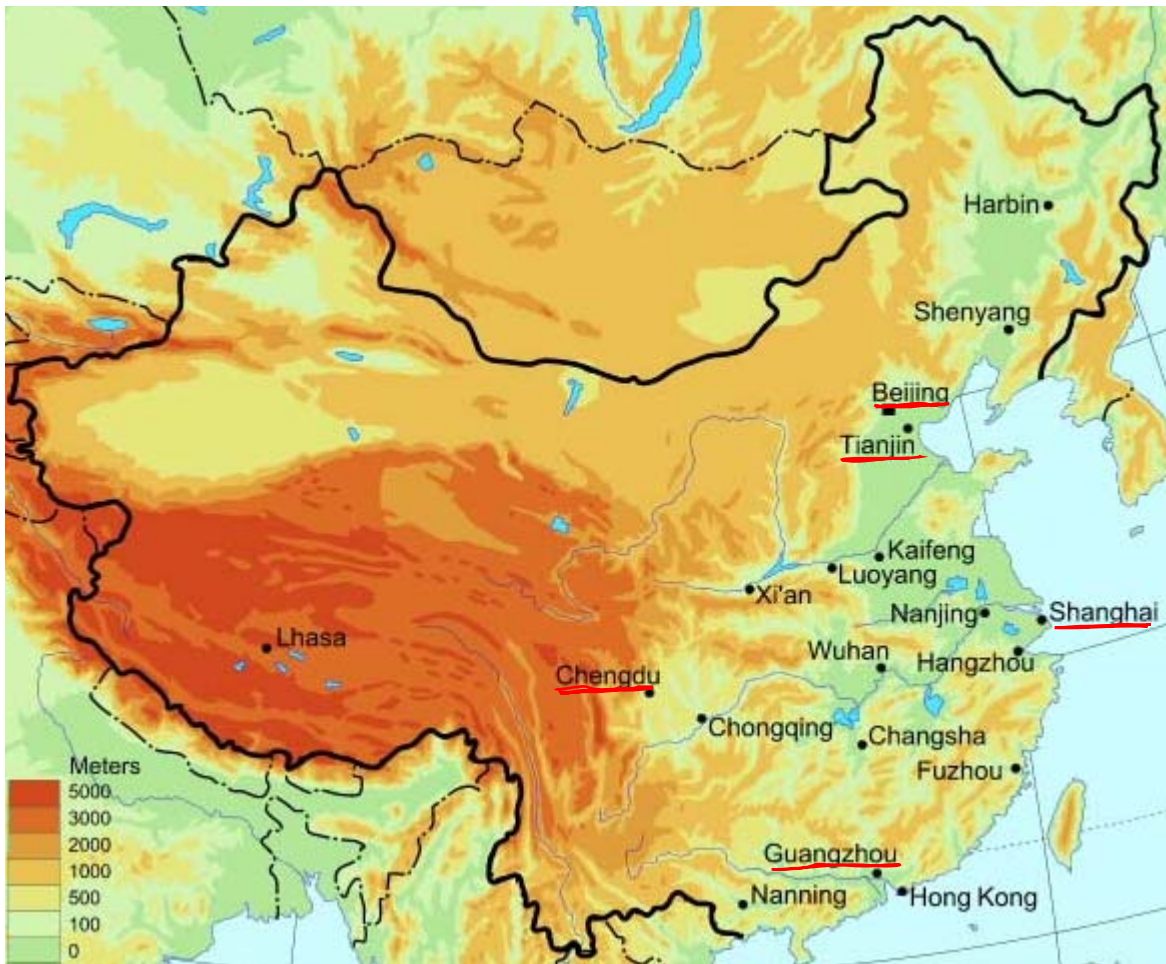 Harbin
Shenyang
Beijing
Tianjin
Kaifeng
Luoyang
Xi'an
Nanjing
Shanghai
Lhasa
Wuhan
Hangzhou
Chengdu
Chongqing
Changsha
Fuzhou
Guangzhou
Nanning
Hong Kong
Meters
5000
3000
2000
1000
500
100
0